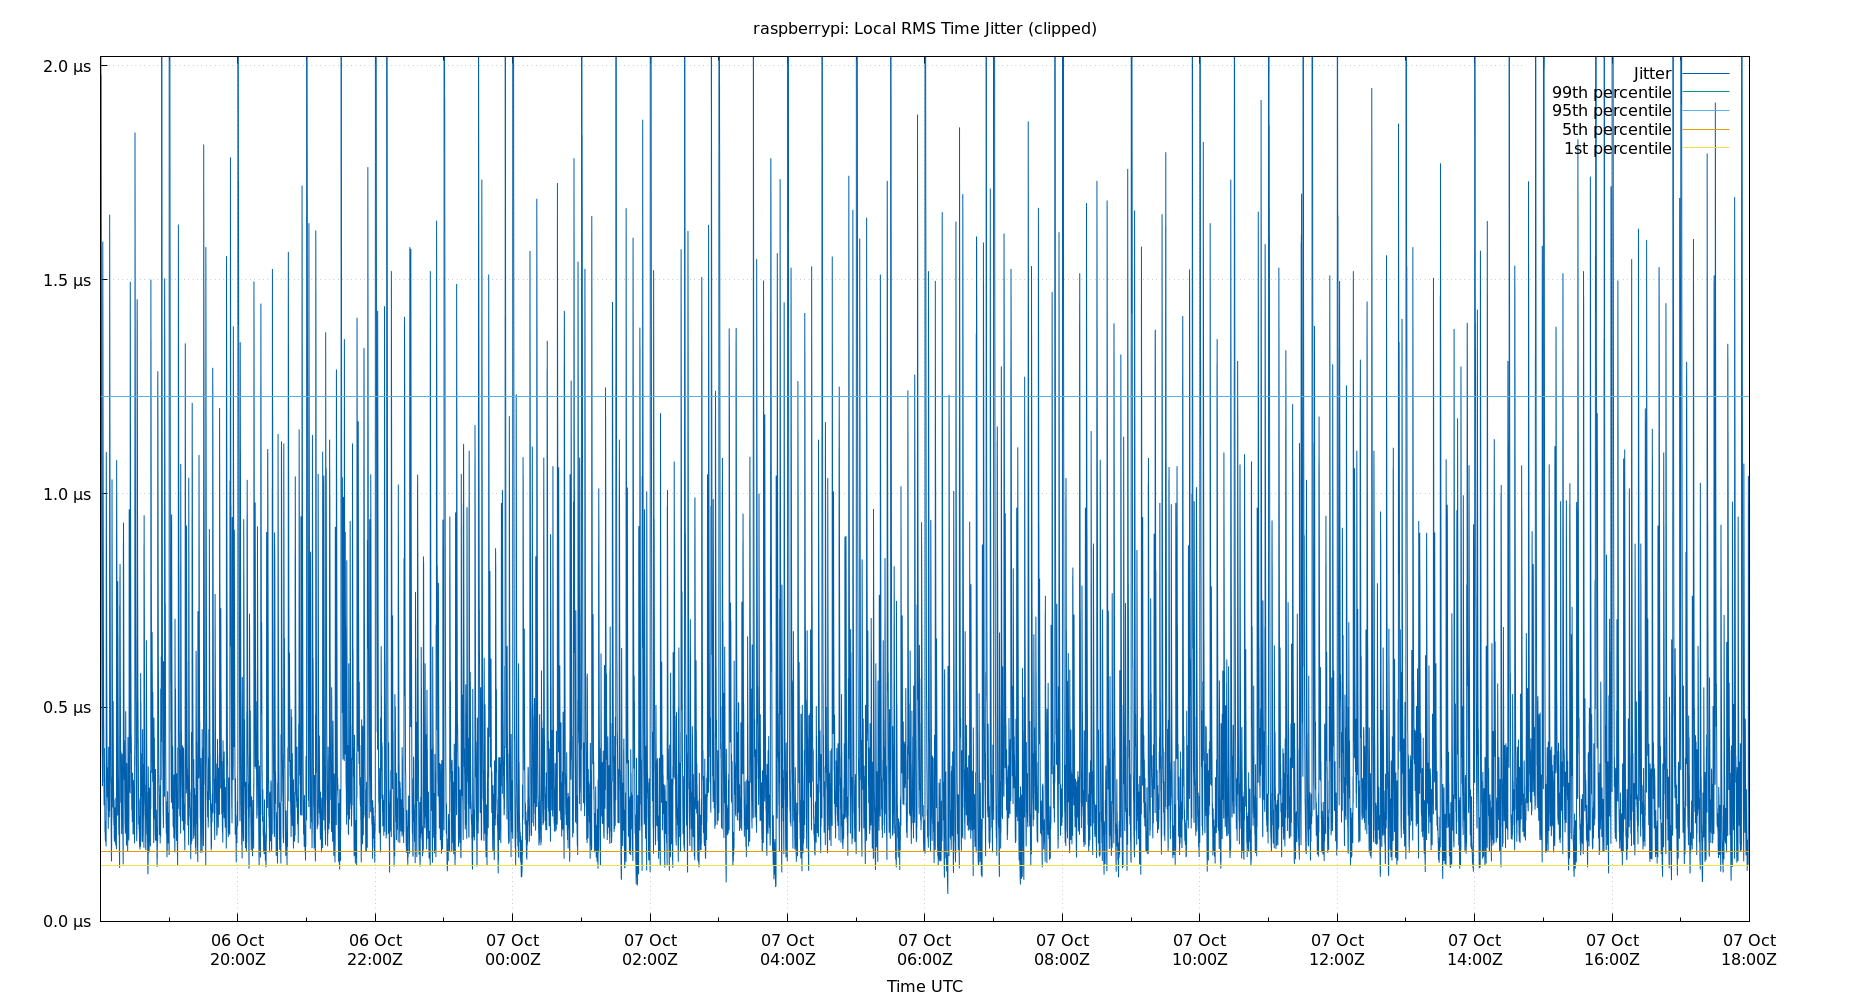 raspberrypi: Local RMS Time Jitter (clipped)
2.0 µs
1.5 µs
1.0 µs
0.5 µs
0.0 µs
Jitter
99th percentile
95th percentile
5th percentile
1st percentile
06 Oct 06 Oct 07 Oct 07 Oct 07 Oct 07 Oct 07 Oct 07 Oct 07 Oct 07 Oct 07 Oct 07 Oct
20:00Z 22:00Z 00:00Z 02:00Z 04:00Z 06:00Z 08:00Z 10:00Z 12:00Z 14:00Z 16:00Z 18:00Z
Time UTC